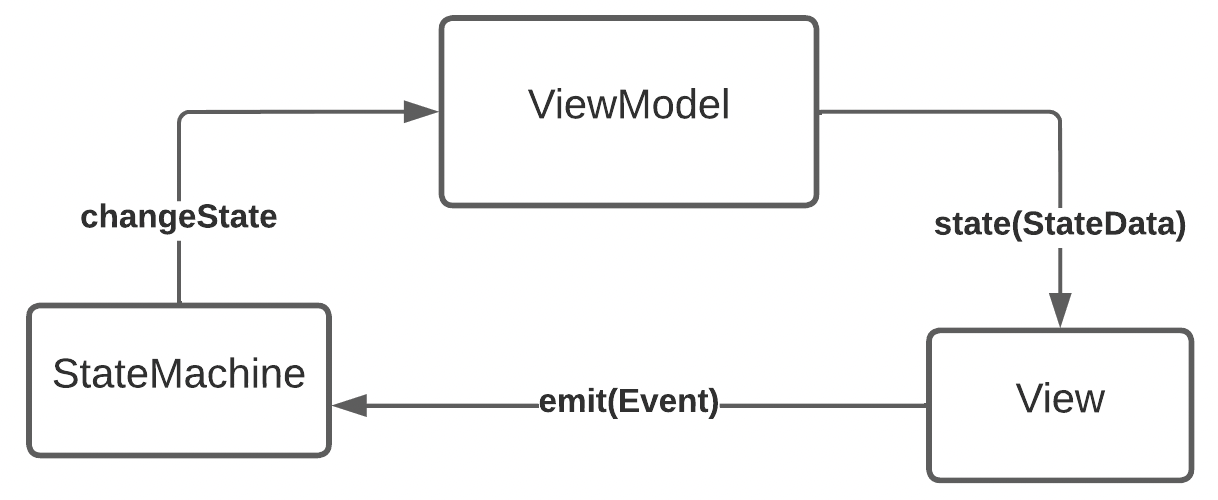 ViewModel
changeState
state(StateData)
StateMachine
emit(Event)
View